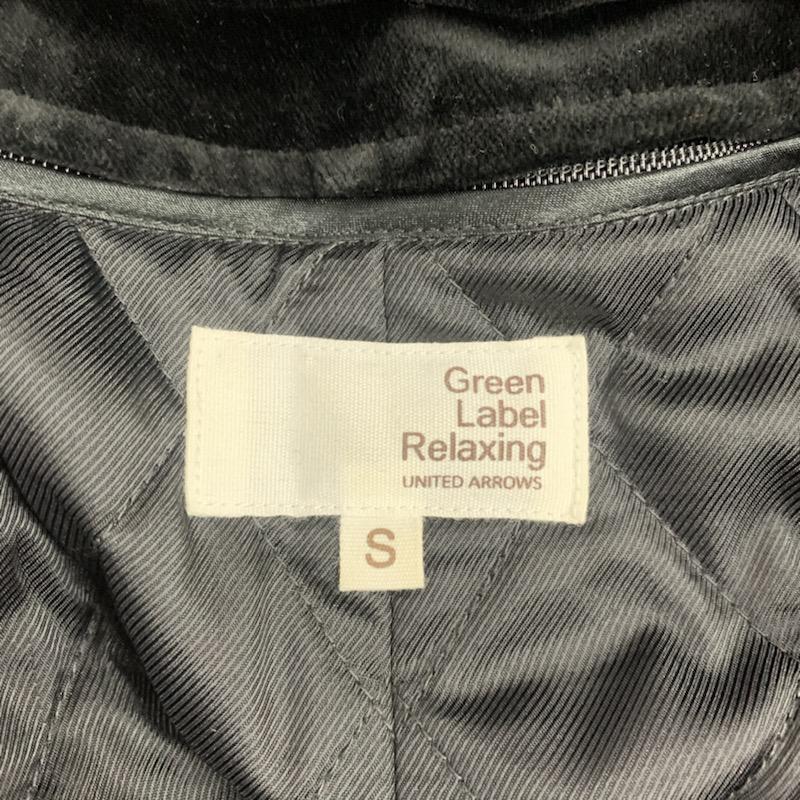 Green
Label
Relaxing
UNITED ARROWS
S